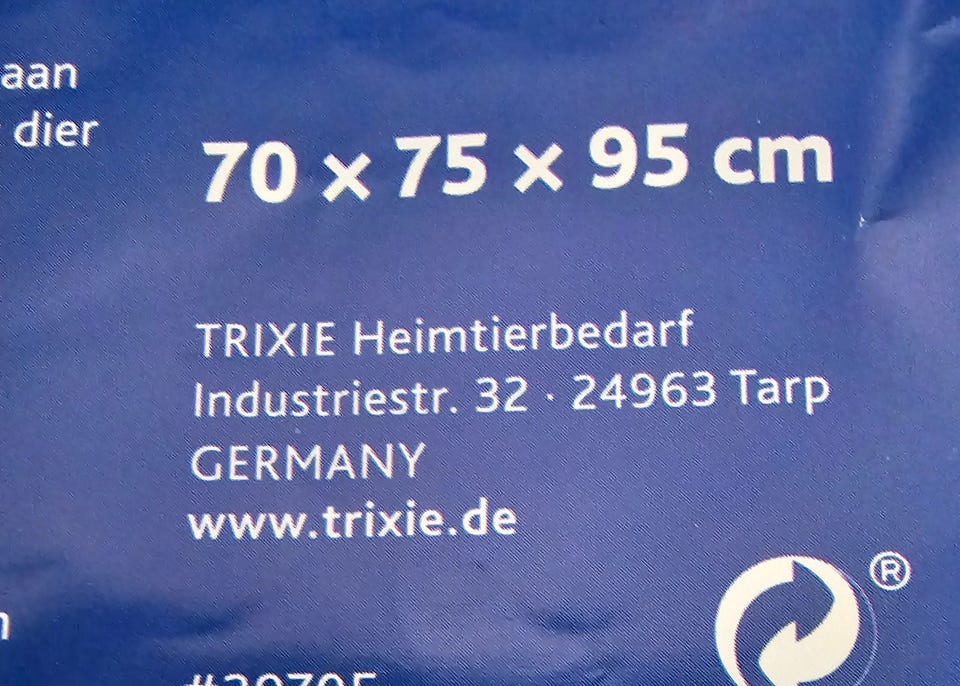 aan
dier
70 × 75 × 95 cm
TRIXIE Heimtierbedarf
Industriestr. 32 · 24963 Tarp
GERMANY
www.trixie.de
®